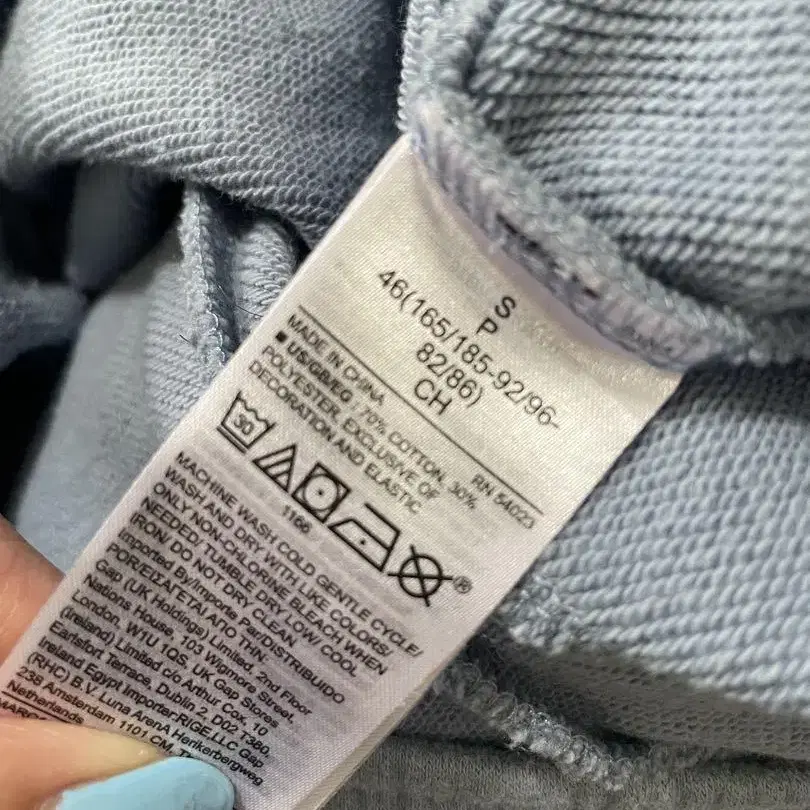 S
P
46(165/185-92/96-
82/86)
CH
RN 54023
MADE IN CHINA
■ US/GB/EG : 70% COTTON, 30%
POLYESTER, EXCLUSIVE OF
DECORATION AND ELASTIC
30
®
1166
MACHINE WASH COLD GENTLE CYCLE/
WASH AND DRY WITH LIKE COLORS/
ONLY NON-CHLORINE BLEACH WHEN
NEEDED/ TUMBLE DRY LOW/ COOL
IRON/ DO NOT DRY CLEAN.
Imported By/Importe Par/DISTRIBUIDO
POR/ΕΙΣΑΓΕΤΑΙ ΑΠΟ ΤΗΝ:
Gap (UK Holdings) Limited, 2nd Floor
Nations House, 103 Wigmore Street,
London, W1U 1QS, UK Gap Stores
(Ireland) Limited c/o Arthur Cox, 10
Earlsfort Terrace, Dublin 2, D02 T380,
Ireland Egypt Importer:RIGE,LLC Gap
(RHC) B.V. Luna ArenA Herikerbergweg
238 Amsterdam 1101 CM,
Netherlands